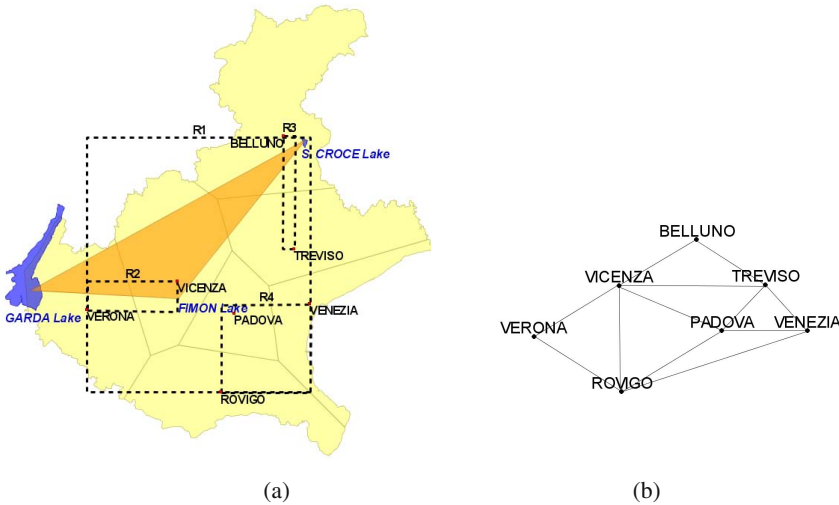 R1
R3
BELLUNO
S. CROCE Lake
TREVISO
R2
VICENZA
R4
GARDA Lake
VERONA
FIMON Lake
PADOVA
VENEZIA
ROVIGO
(a)
BELLUNO
VICENZA
TREVISO
VERONA
PADOVA
VENEZIA
ROVIGO
(b)